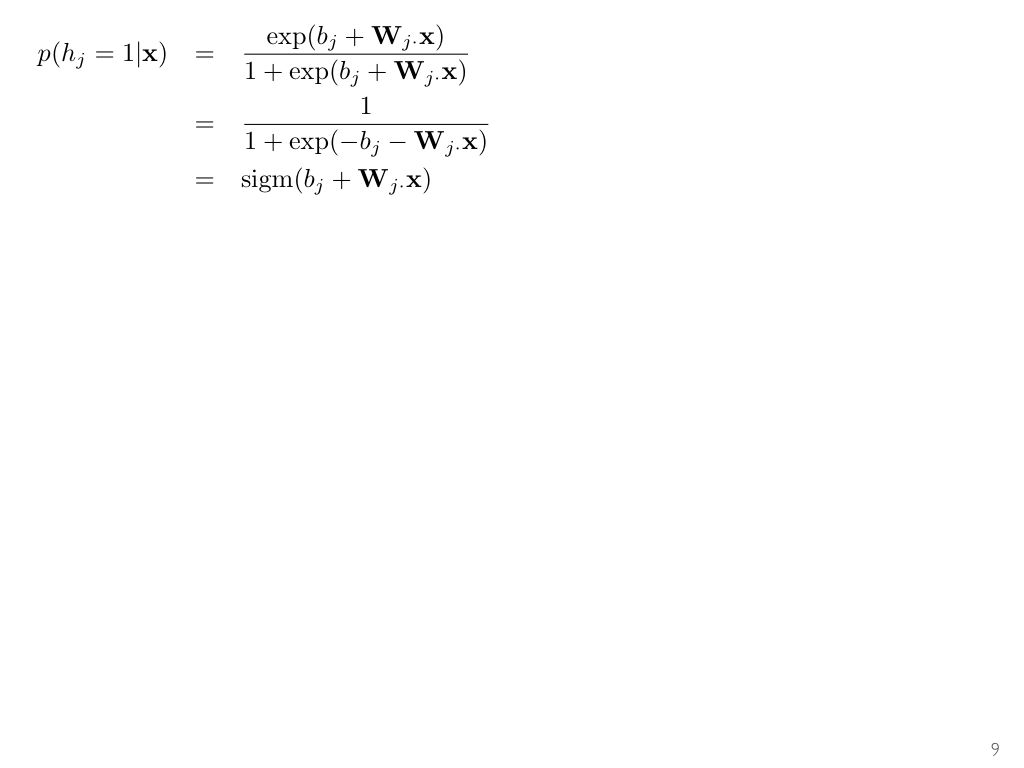 p(h_j = 1|x) = exp(b_j + W_j·x) / 1 + exp(b_j + W_j·x)
= 1 / 1 + exp(−b_j − W_j·x)
= sigm(b_j + W_j·x)
9